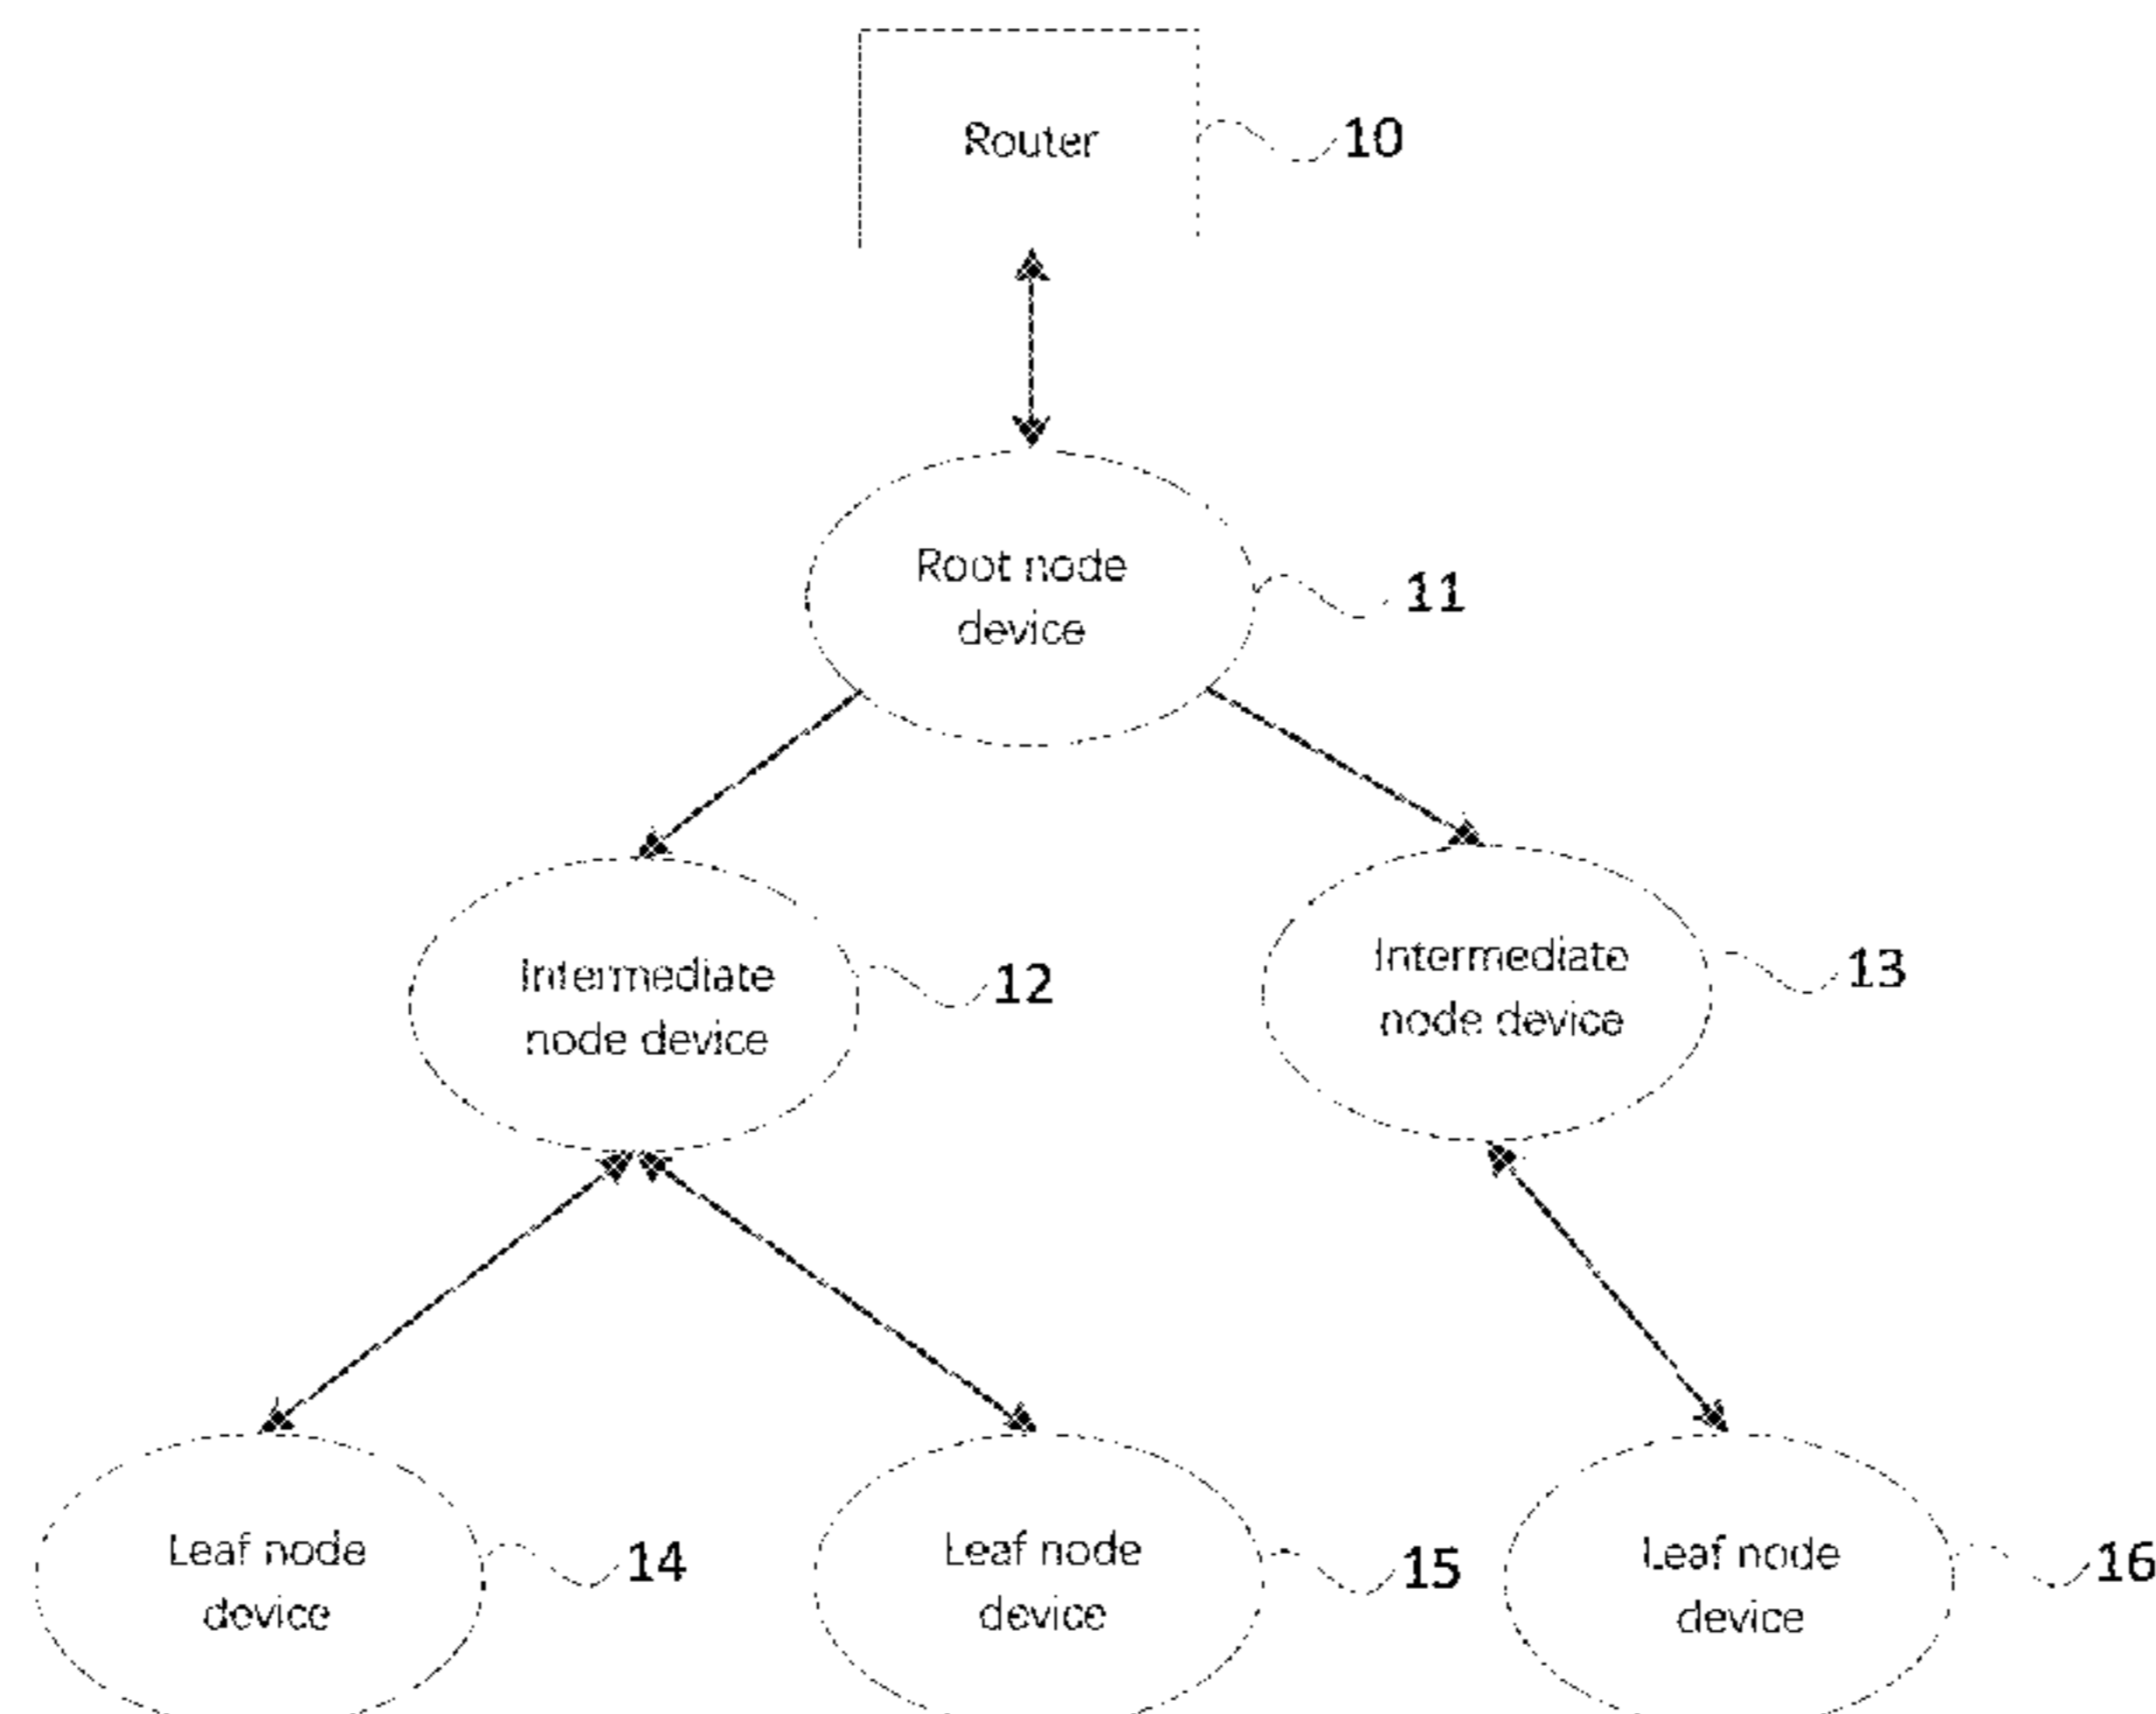 Router
10
Root node
device
11
Intermediate
node device
12
Intermediate
node device
13
Leaf node
device
14
Leaf node
device
15
Leaf node
device
16